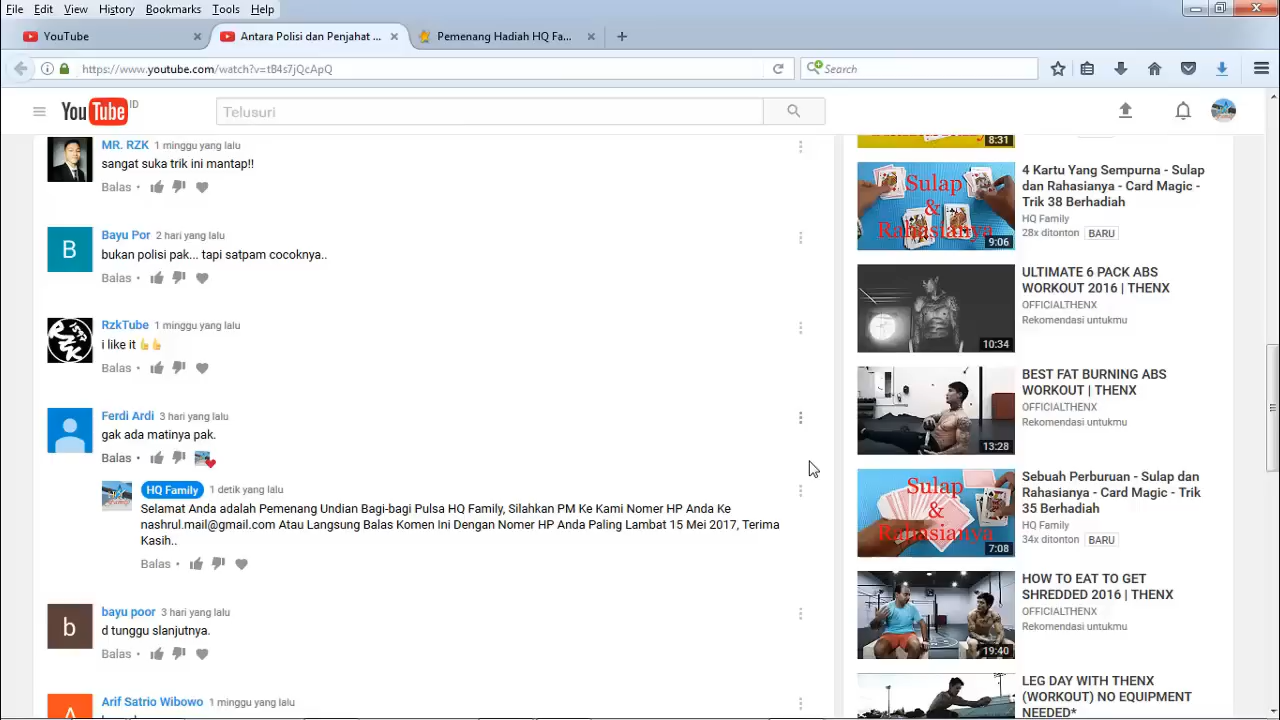 File Edit View History Bookmarks Tools Help
YouTube
Antara Polisi dan Penjahat ...
Pemenang Hadiah HQ Fa...
https://www.youtube.com/watch?v=tB4s7jQcApQ
Search
YouTube ID
Telusuri
MR. RZK 1 minggu yang lalu
sangat suka trik ini mantap!!
Balas
B
Bayu Por 2 hari yang lalu
bukan polisi pak... tapi satpam cocoknya..
Balas
RzkTube 1 minggu yang lalu
i like it
Balas
Ferdi Ardi 3 hari yang lalu
gak ada matinya pak.
Balas
HQ Family 1 detik yang lalu
Selamat Anda adalah Pemenang Undian Bagi-bagi Pulsa HQ Family, Silahkan PM Ke Kami Nomer HP Anda Ke
nashrul.mail@gmail.com Atau Langsung Balas Komen Ini Dengan Nomer HP Anda Paling Lambat 15 Mei 2017, Terima
Kasih..
Balas
b
bayu poor 3 hari yang lalu
d tunggu slanjutnya.
Balas
Arif Satrio Wibowo 1 minggu yang lalu
8:31
Sulap
&
Rahasianya
9:06
4 Kartu Yang Sempurna - Sulap
dan Rahasianya - Card Magic -
Trik 38 Berhadiah
HQ Family
28x ditonton BARU
10:34
ULTIMATE 6 PACK ABS
WORKOUT 2016 | THENX
OFFICIALTHENX
Rekomendasi untukmu
13:28
BEST FAT BURNING ABS
WORKOUT | THENX
OFFICIALTHENX
Rekomendasi untukmu
Sulap
&
Rahasianya
7:08
Sebuah Perburuan - Sulap dan
Rahasianya - Card Magic - Trik
35 Berhadiah
HQ Family
34x ditonton BARU
19:40
HOW TO EAT TO GET
SHREDDED 2016 | THENX
OFFICIALTHENX
Rekomendasi untukmu
LEG DAY WITH THENX
(WORKOUT) NO EQUIPMENT
NEEDED*